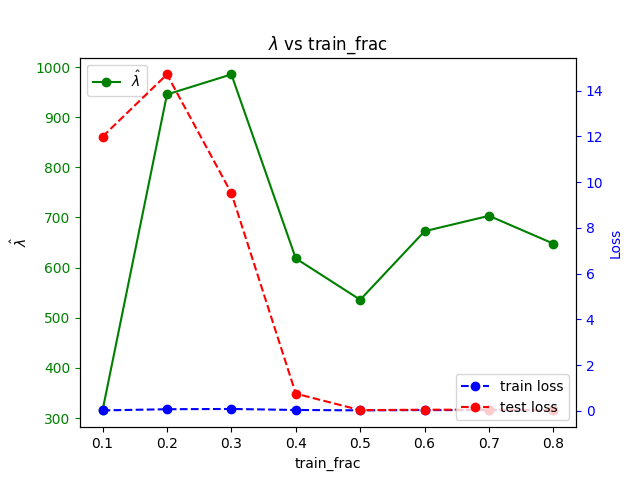 λ vs train_frac
λ̂
1000
900
800
700
600
500
400
300
λ̂
14
12
10
8
6
4
2
0
Loss
train loss
test loss
0.1 0.2 0.3 0.4 0.5 0.6 0.7 0.8
train_frac